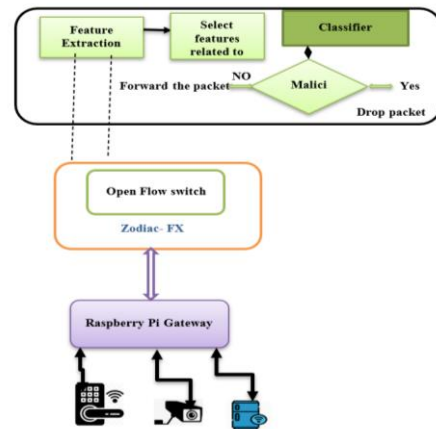 Feature
Extraction
Select
features
related to
Classifier
Forward the packet
NO
Malici
Yes
Drop packet
Open Flow switch
Zodiac- FX
Raspberry Pi Gateway